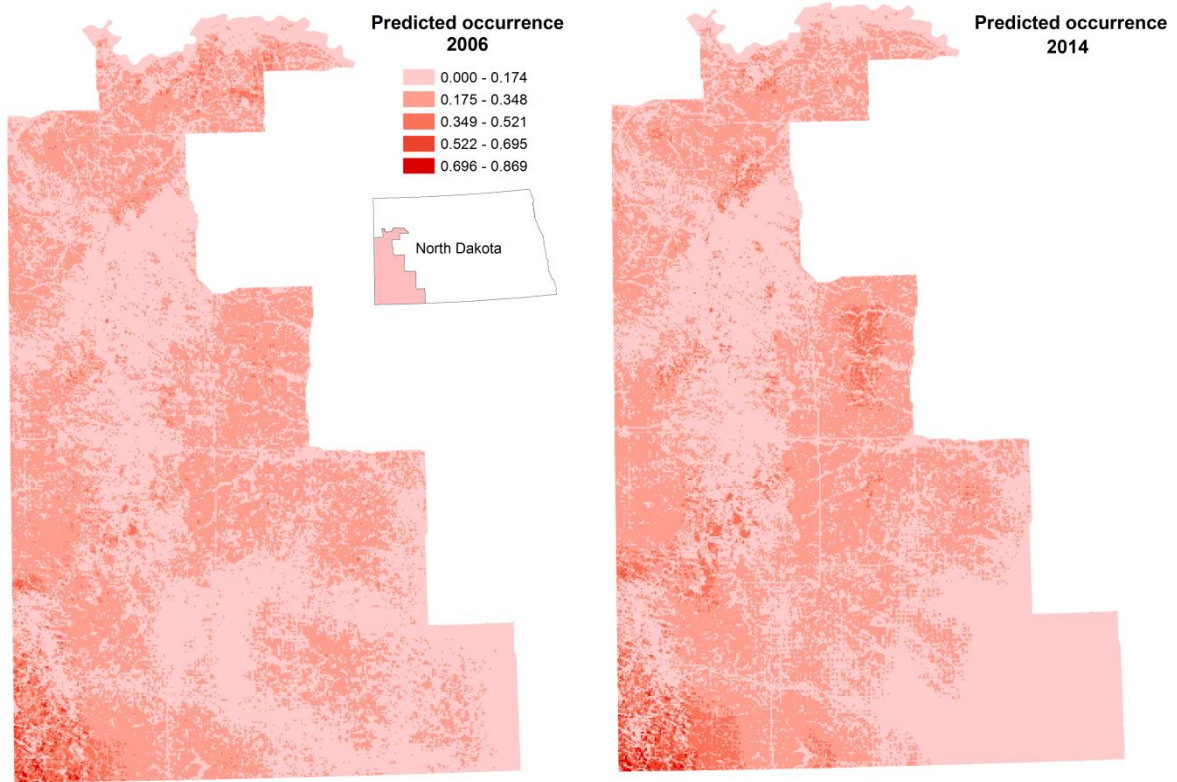 Predicted occurrence
2006
0.000 - 0.174
0.175 - 0.348
0.349 - 0.521
0.522 - 0.695
0.696 - 0.869
North Dakota
Predicted occurrence
2014